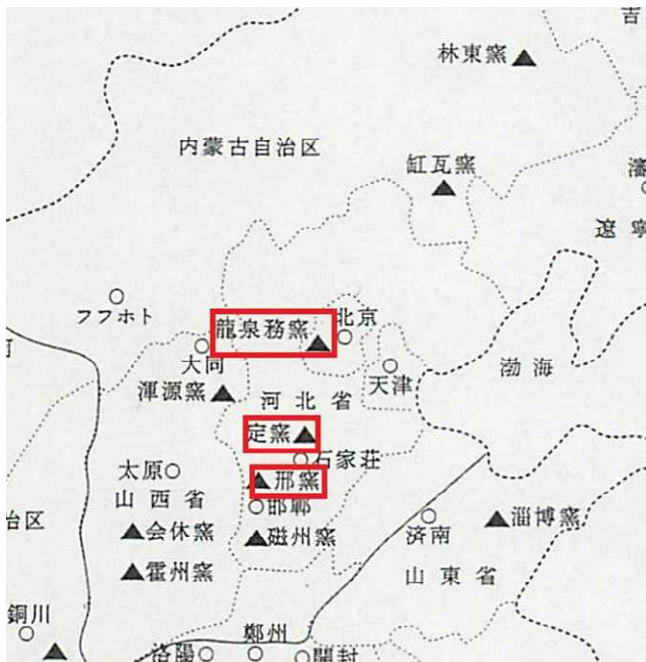 吉
林東窯
内蒙古自治区
缸瓦窯
瀋
遼寧
フフホト
龍泉務窯
北京
大同
天津
渤海
渾源窯
河北省
定窯
石家荘
太原
邢窯
山西省
邯鄲
治区
会休窯
磁州窯
済南
淄博窯
霍州窯
山東省
銅川
鄭州
洛陽
開封